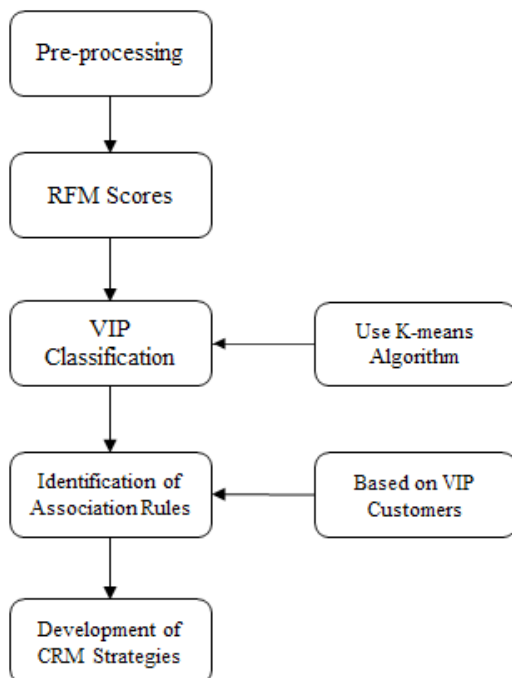 Pre-processing
RFM Scores
VIP
Classification
Use K-means
Algorithm
Identification of
Association Rules
Based on VIP
Customers
Development of
CRM Strategies